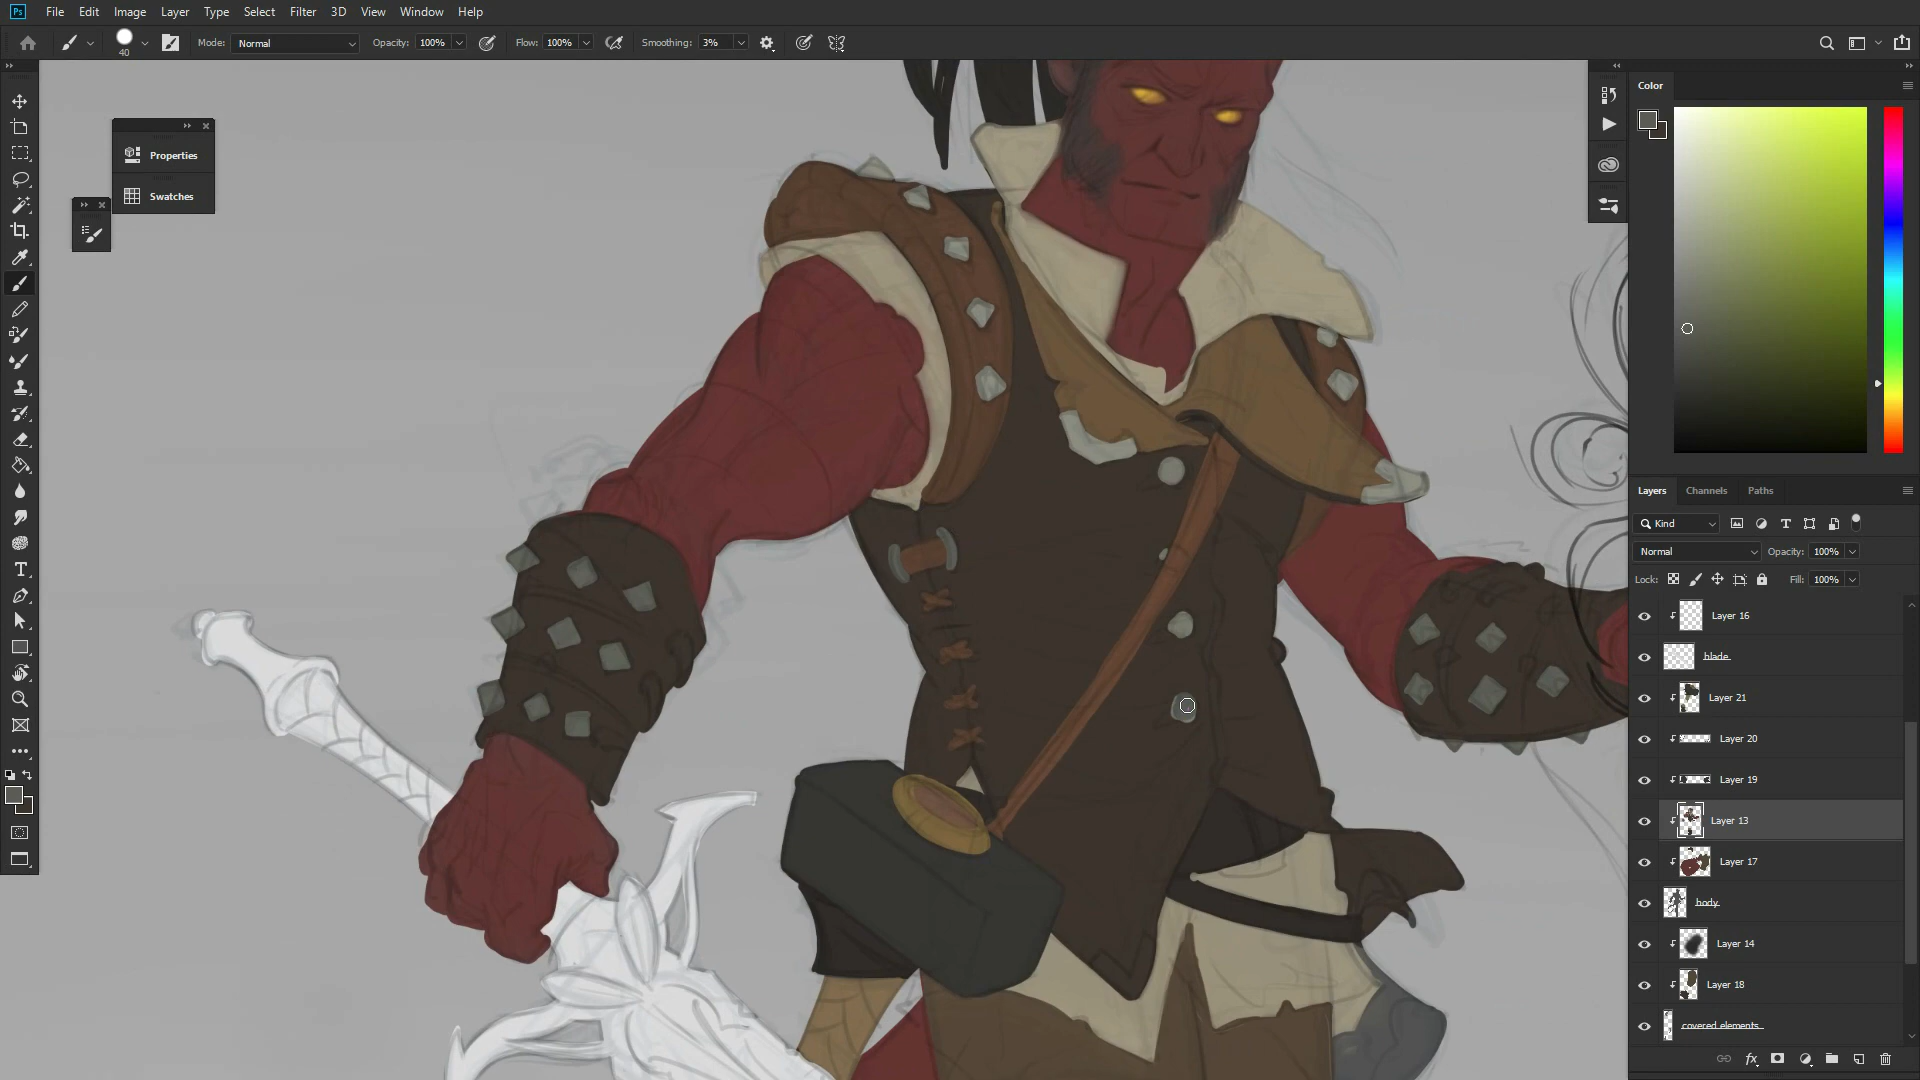 Ps File Edit Image Layer Type Select Filter 3D View Window Help
40 Mode: Normal Opacity: 100% Flow: 100% Smoothing: 3%
Color
Properties
Swatches
Layers Channels Paths
Kind
Normal Opacity: 100%
Lock: Fill: 100%
Layer 16
blade
Layer 21
Layer 20
Layer 19
Layer 13
Layer 17
body
Layer 14
Layer 18
covered elements